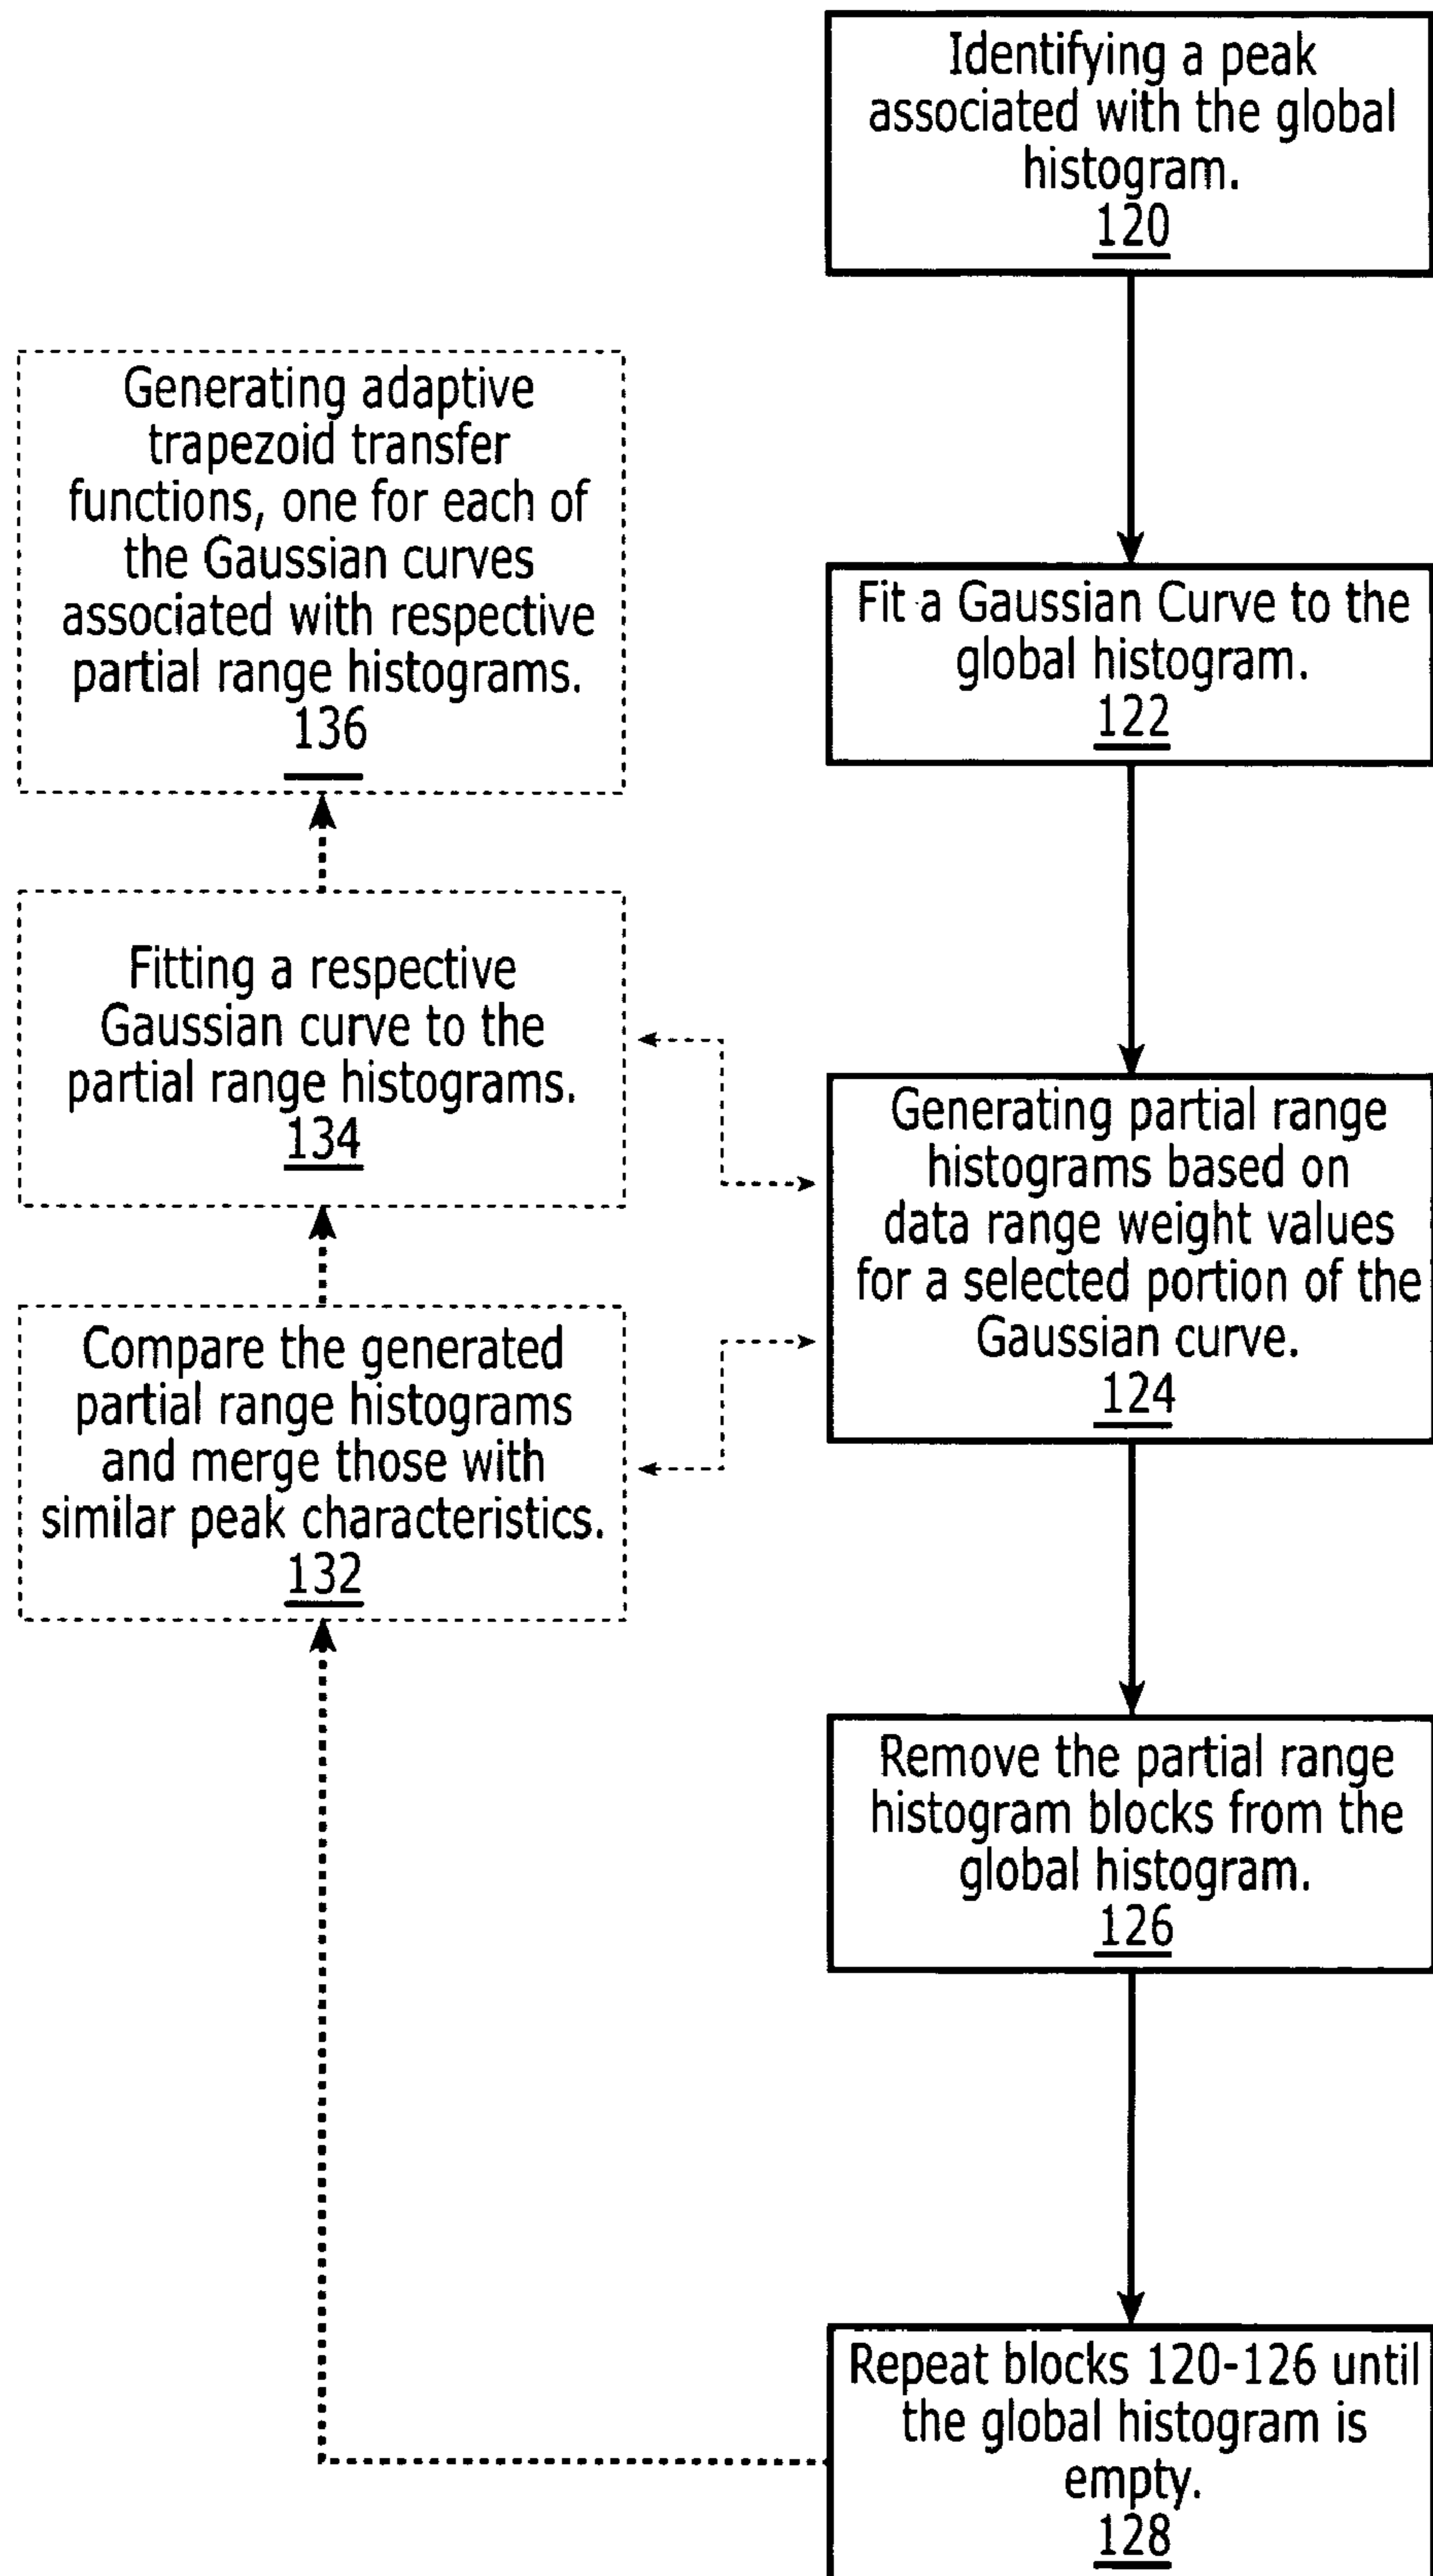 Identifying a peak
associated with the global
histogram.
120
Fit a Gaussian Curve to the
global histogram.
122
Generating partial range
histograms based on
data range weight values
for a selected portion of the
Gaussian curve.
124
Remove the partial range
histogram blocks from the
global histogram.
126
Repeat blocks 120-126 until
the global histogram is
empty.
128
Compare the generated
partial range histograms
and merge those with
similar peak characteristics.
132
Fitting a respective
Gaussian curve to the
partial range histograms.
134
Generating adaptive
trapezoid transfer
functions, one for each of
the Gaussian curves
associated with respective
partial range histograms.
136